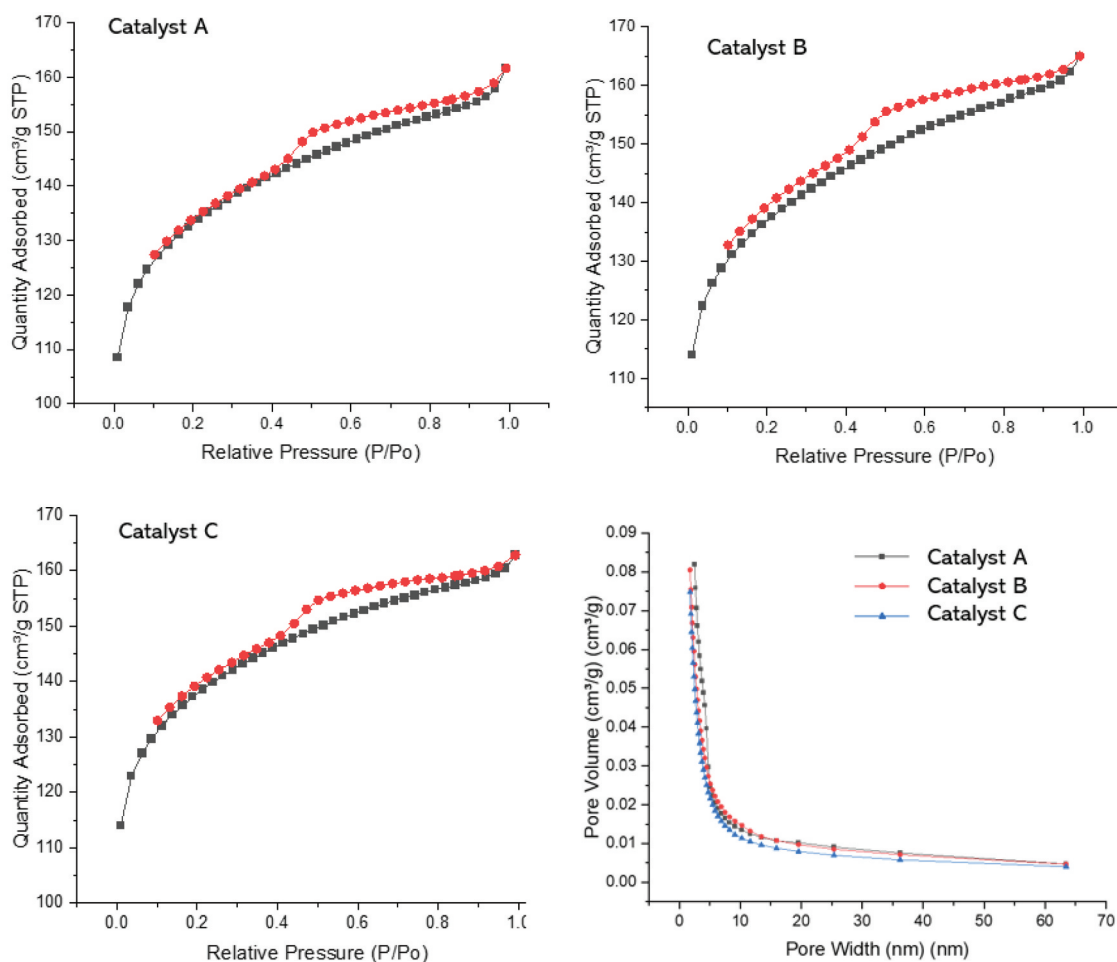 Catalyst A
Quantity Adsorbed (cm³/g STP)
170
160
150
140
130
120
110
100
0.0 0.2 0.4 0.6 0.8 1.0
Relative Pressure (P/Po)
Catalyst B
Quantity Adsorbed (cm³/g STP)
170
160
150
140
130
120
110
0.0 0.2 0.4 0.6 0.8 1.0
Relative Pressure (P/Po)
Catalyst C
Quantity Adsorbed (cm³/g STP)
170
160
150
140
130
120
110
100
0.0 0.2 0.4 0.6 0.8 1.0
Relative Pressure (P/Po)
Catalyst A
Catalyst B
Catalyst C
Pore Volume (cm³/g) (cm³/g)
0.09
0.08
0.07
0.06
0.05
0.04
0.03
0.02
0.01
0.00
0 10 20 30 40 50 60 70
Pore Width (nm) (nm)